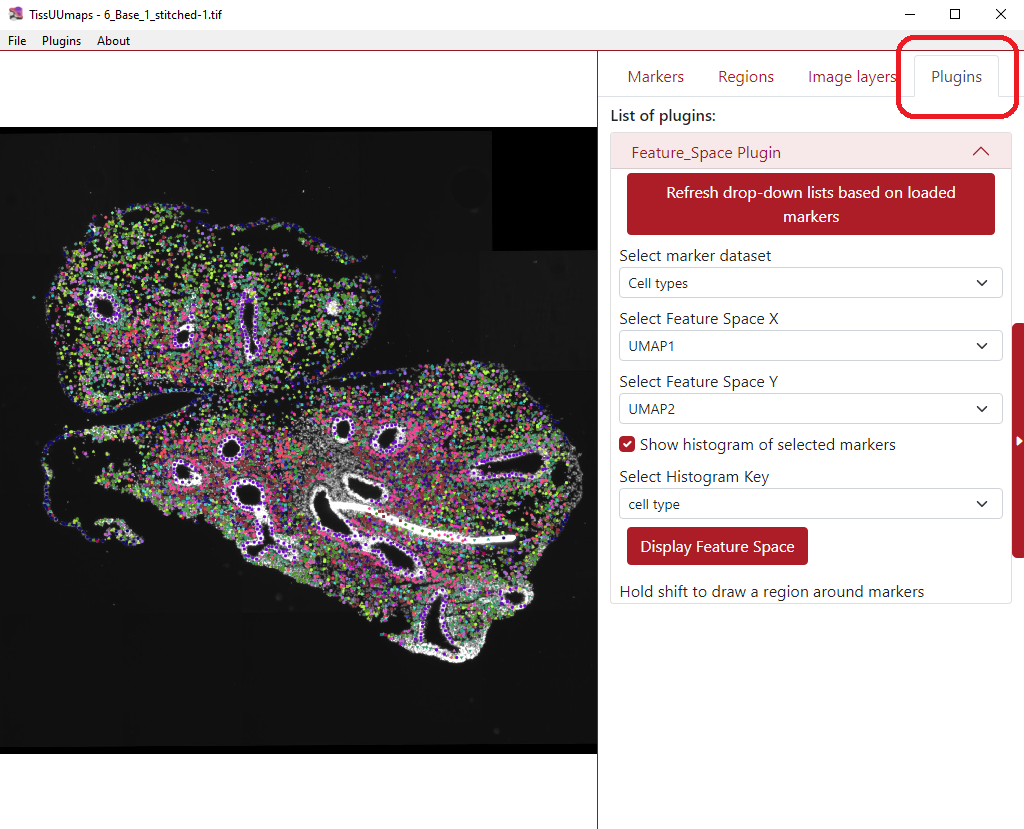 TissUUmaps - 6_Base_1_stitched-1.tif
File Plugins About
Markers Regions Image layers Plugins
List of plugins:
Feature_Space Plugin
Refresh drop-down lists based on loaded
markers
Select marker dataset
Cell types
Select Feature Space X
UMAP1
Select Feature Space Y
UMAP2
Show histogram of selected markers
Select Histogram Key
cell type
Display Feature Space
Hold shift to draw a region around markers